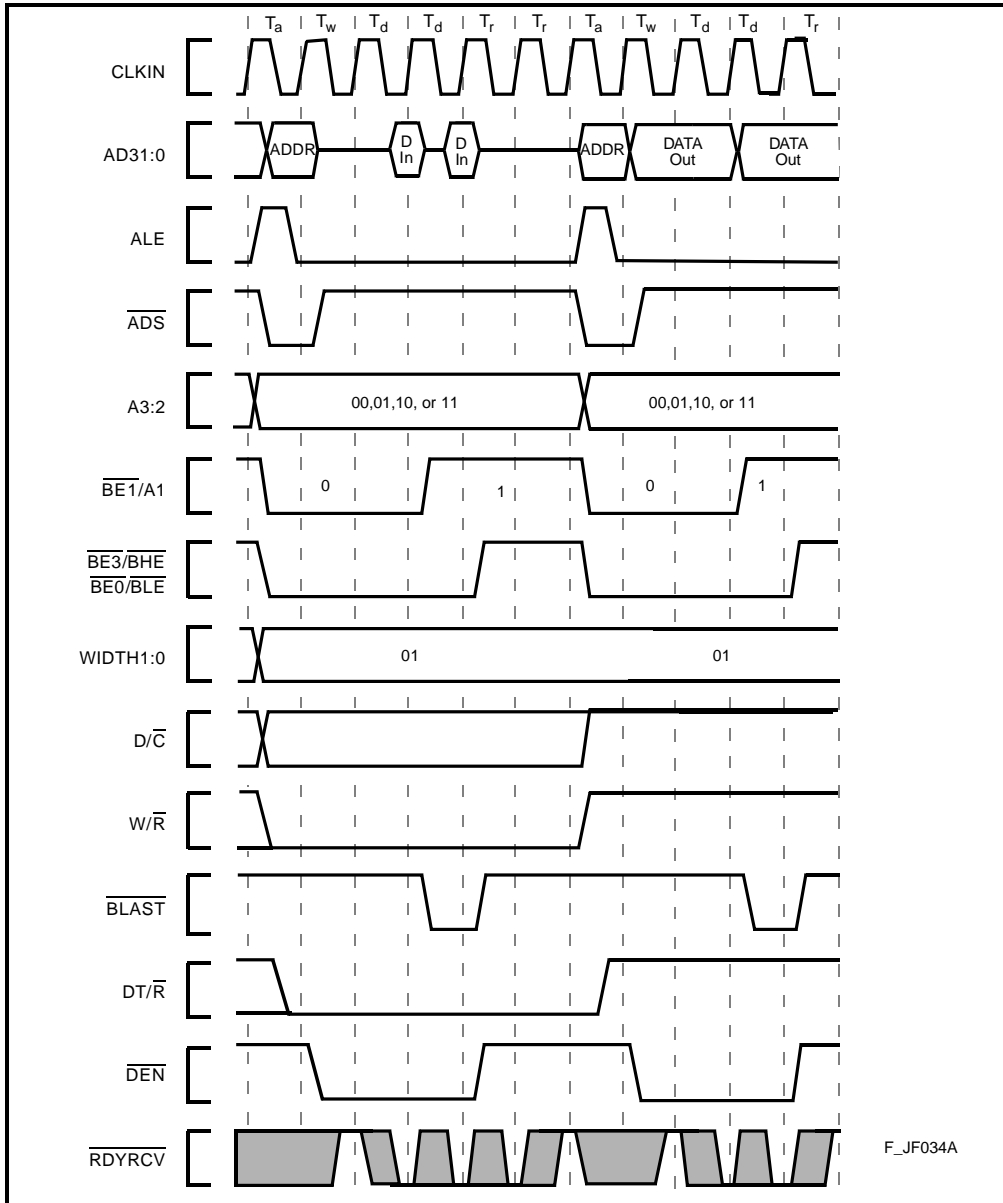 Ta Tw Td Td Tr Tr Ta Tw Td Td Tr
CLKIN
AD31:0 ADDR D In D In ADDR DATA Out DATA Out
ALE
ADS
A3:2 00,01,10, or 11 00,01,10, or 11
BE1/A1 0 1 0 1
BE3/BHE
BE0/BLE
WIDTH1:0 01 01
D/C
W/R
BLAST
DT/R
DEN
RDYRCV
F_JF034A